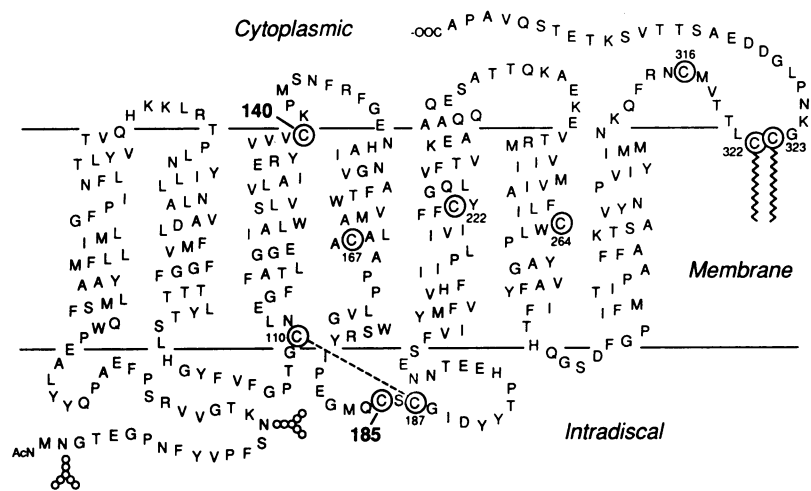 Cytoplasmic
-OOC A P A V Q S T E T K S V T T S A E D D G L P N K G
316
H K K L R T
140
M S N F R F G E
P K C
Q E S A T T Q K A E K E
N K Q F R N C M V T T L C C
322 323
T V Q
T L Y V
N F L
G F P I
I M L
M F L L
A A Y
F S M L
P W Q
E
A
L
Y Y Q P A E F P S R V V G T K N
N L P
L L I Y
A L N
L D A V
V M F
F G G F
T T T
T Y L
S
L H G Y F V F G P T G
V V V
E R Y
V L A I
S L V
I A L W
G G E
F A T L
G F
E L N
110 C
E H N
I A H N
V G N
W T F A
A M V
A C A L
167
A
P P
G V L
Y R S W
T I P E G M Q C S C G I D Y Y T P H E E T N N E S
185
187
A A Q Q
K E A
V F T V
G Q L
F F C Y
222
I V I
I I P L
V H F
Y M F V
F V I
M R T V
I I V
A I V M
L F
P L W C
264
G A Y
Y F A V
F I
T
H Q G S D F G P
I M M
P V I Y
V Y N
K T S A
F F A
T I P A
M F I
Membrane
Intradiscal
AcN M N G T E G P N F Y V P F S